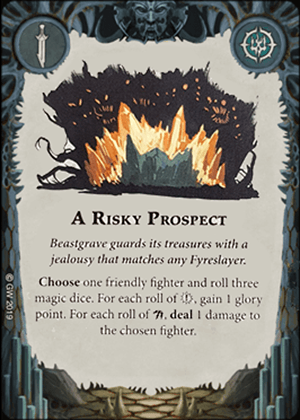 A Risky Prospect
Beastgrave guards its treasures with a
jealousy that matches any Fyreslayer.
Choose one friendly fighter and roll three
magic dice. For each roll of , gain 1 glory
point. For each roll of , deal 1 damage to
the chosen fighter.
© GW 2019